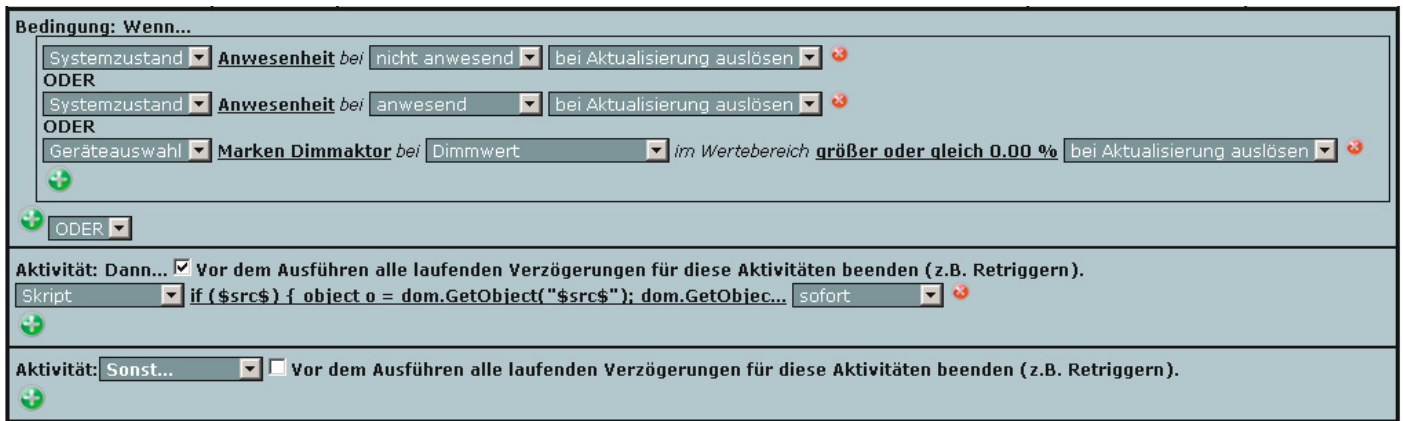 Bedingung: Wenn...
Systemzustand Anwesenheit bei nicht anwesend bei Aktualisierung auslösen
ODER
Systemzustand Anwesenheit bei anwesend bei Aktualisierung auslösen
ODER
Geräteauswahl Marken Dimmaktor bei Dimmwert im Wertebereich größer oder gleich 0.00 % bei Aktualisierung auslösen
ODER
Aktivität: Dann... Vor dem Ausführen alle laufenden Verzögerungen für diese Aktivitäten beenden (z.B. Retriggern).
Skript if ($src$) { object o = dom.GetObject("$src$"); dom.GetObjec... sofort
Aktivität: Sonst... Vor dem Ausführen alle laufenden Verzögerungen für diese Aktivitäten beenden (z.B. Retriggern).